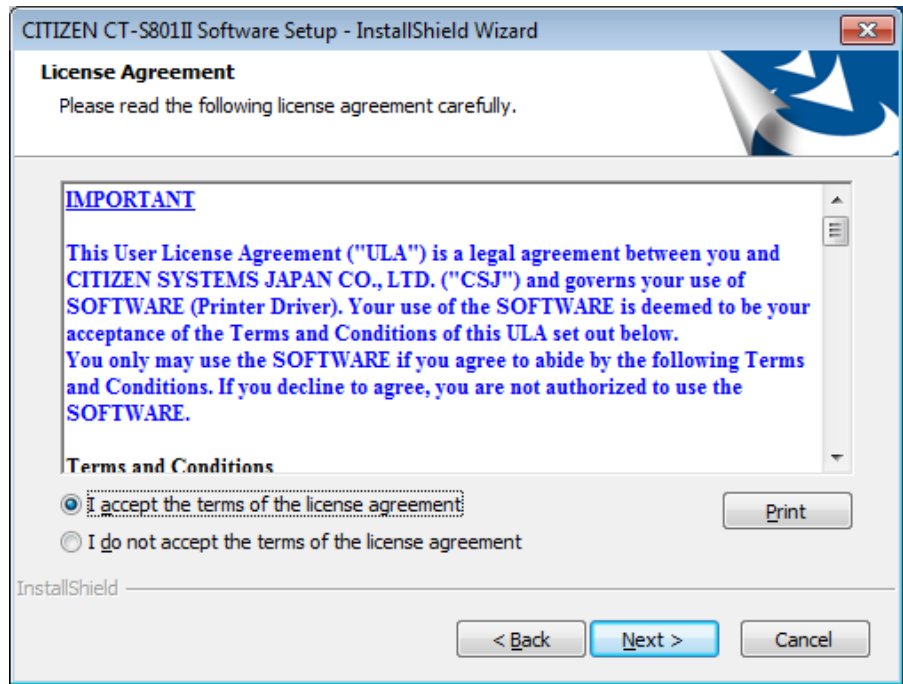 CITIZEN CT-S801II Software Setup - InstallShield Wizard
License Agreement
Please read the following license agreement carefully.
IMPORTANT
This User License Agreement ("ULA") is a legal agreement between you and
CITIZEN SYSTEMS JAPAN CO., LTD. ("CSJ") and governs your use of
SOFTWARE (Printer Driver). Your use of the SOFTWARE is deemed to be your
acceptance of the Terms and Conditions of this ULA set out below.
You only may use the SOFTWARE if you agree to abide by the following Terms
and Conditions. If you decline to agree, you are not authorized to use the
SOFTWARE.
Terms and Conditions
I accept the terms of the license agreement
Print
I do not accept the terms of the license agreement
InstallShield
< Back
Next >
Cancel